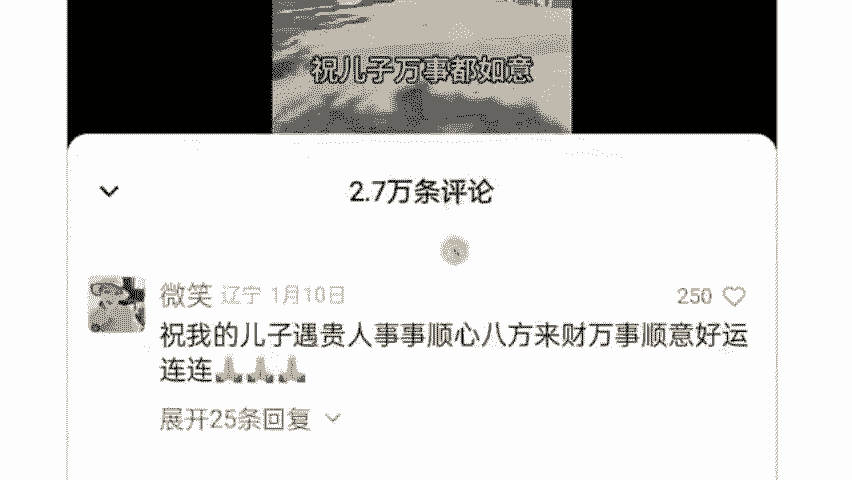 祝儿子万事都如意
2.7万条评论
微笑 辽宁 1月10日 250
祝我的儿子遇贵人事事顺心八方来财万事顺意好运
连连🙏🙏🙏
展开25条回复